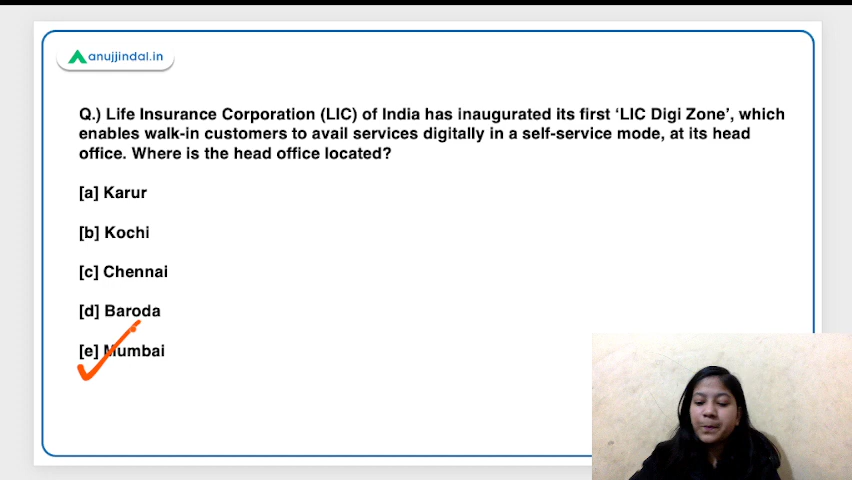 anujjindal.in
Q.) Life Insurance Corporation (LIC) of India has inaugurated its first ‘LIC Digi Zone’, which
enables walk-in customers to avail services digitally in a self-service mode, at its head
office. Where is the head office located?
[a] Karur
[b] Kochi
[c] Chennai
[d] Baroda
[e] Mumbai